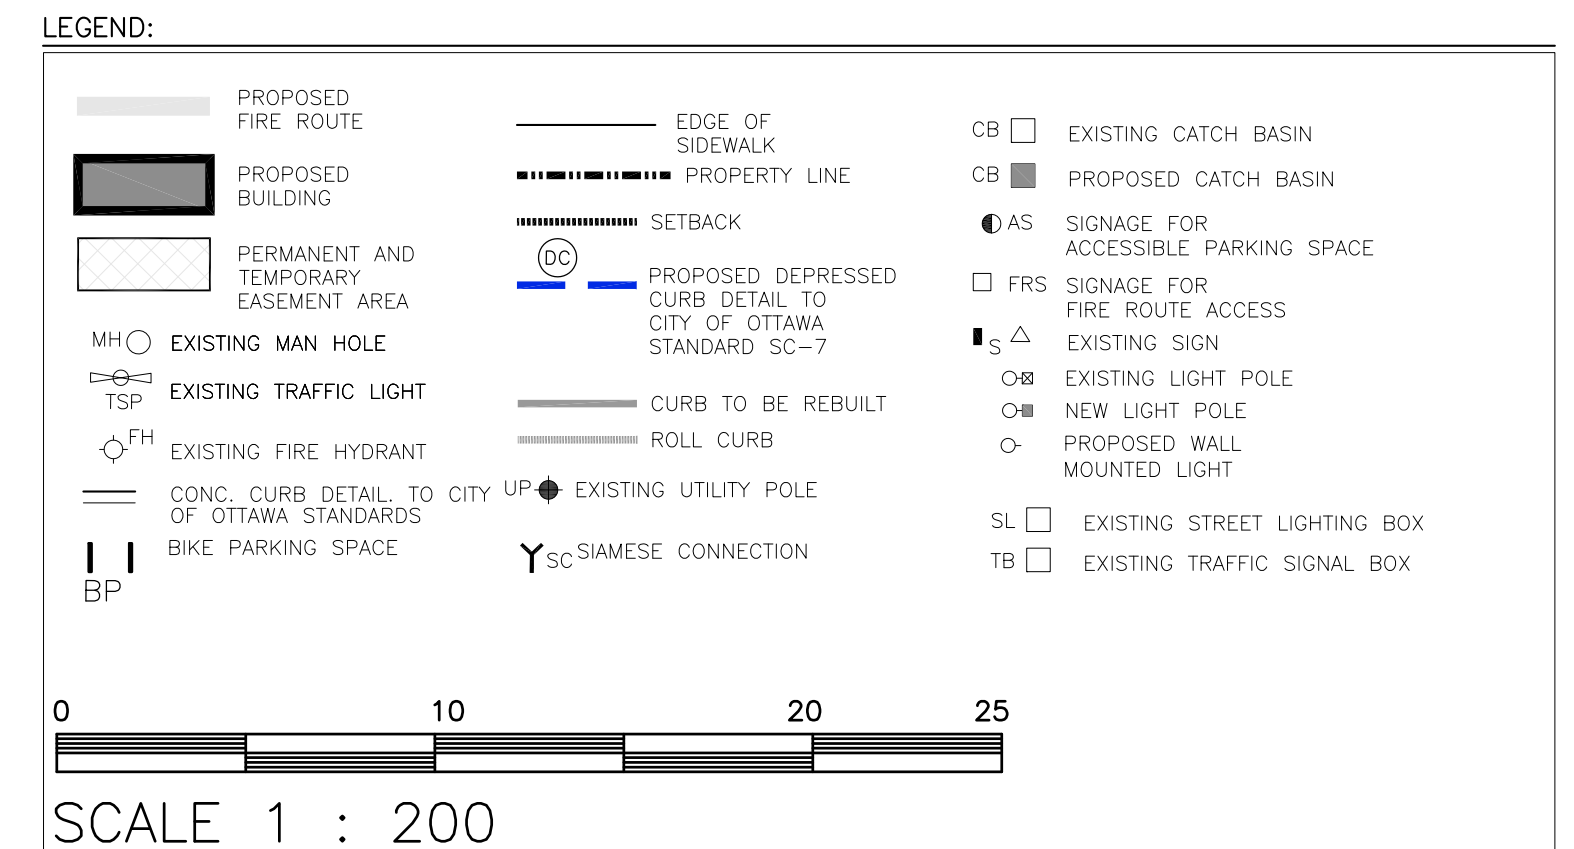 LEGEND:
PROPOSED
FIRE ROUTE
PROPOSED
BUILDING
PERMANENT AND
TEMPORARY
EASEMENT AREA
MH EXISTING MAN HOLE
TSP EXISTING TRAFFIC LIGHT
FH EXISTING FIRE HYDRANT
CONC. CURB DETAIL. TO CITY
OF OTTAWA STANDARDS
BIKE PARKING SPACE
BP
EDGE OF
SIDEWALK
PROPERTY LINE
SETBACK
DC
PROPOSED DEPRESSED
CURB DETAIL TO
CITY OF OTTAWA
STANDARD SC-7
CURB TO BE REBUILT
ROLL CURB
UP EXISTING UTILITY POLE
SC SIAMESE CONNECTION
CB EXISTING CATCH BASIN
CB PROPOSED CATCH BASIN
AS SIGNAGE FOR
ACCESSIBLE PARKING SPACE
FRS SIGNAGE FOR
FIRE ROUTE ACCESS
S EXISTING SIGN
EXISTING LIGHT POLE
NEW LIGHT POLE
PROPOSED WALL
MOUNTED LIGHT
SL EXISTING STREET LIGHTING BOX
TB EXISTING TRAFFIC SIGNAL BOX
0 10 20 25
SCALE 1 : 200